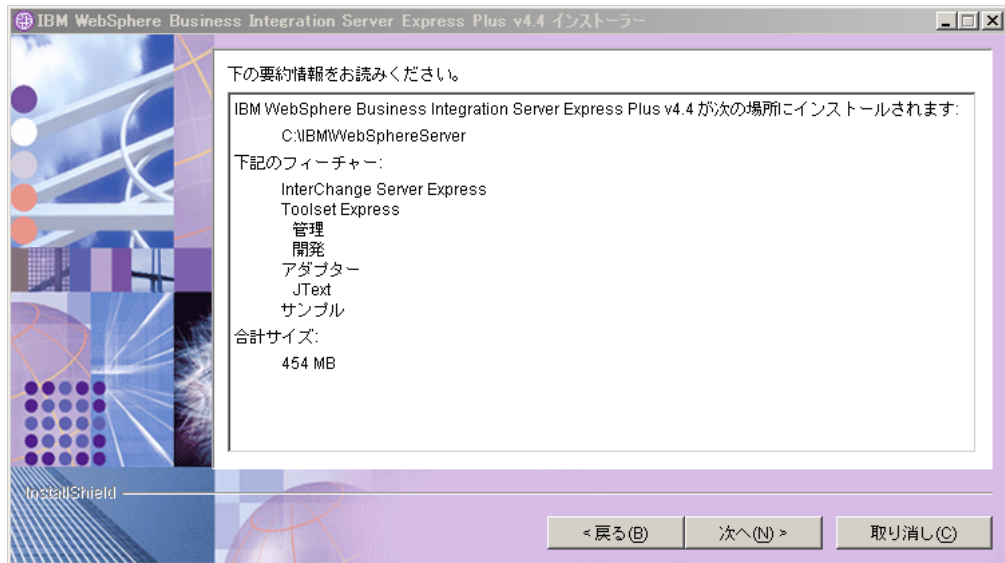 IBM WebSphere Business Integration Server Express Plus v4.4 インストーラー
下の要約情報をお読みください。
IBM WebSphere Business Integration Server Express Plus v4.4 が次の場所にインストールされます:
C:\IBM\WebSphereServer
下記のフィーチャー:
InterChange Server Express
Toolset Express
管理
開発
アダプター
JText
サンプル
合計サイズ:
454 MB
InstallShield
<戻る(B)
次へ(N) >
取り消し(C)